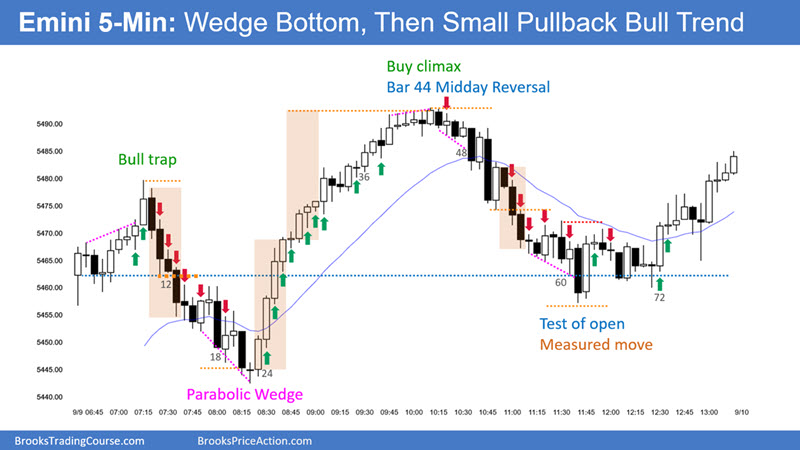 Emini 5-Min: Wedge Bottom, Then Small Pullback Bull Trend
Buy climax
Bar 44 Midday Reversal
Bull trap
5490.00
5485.00
5480.00
5475.00
5470.00
5465.00
5460.00
5455.00
5450.00
5445.00
5440.00
12
18
24
36
48
60
72
Test of open
Measured move
Parabolic Wedge
9/9 06:45 07:00 07:15 07:30 07:45 08:00 08:15 08:30 08:45 09:00 09:15 09:30 09:45 10:00 10:15 10:30 10:45 11:00 11:15 11:30 11:45 12:00 12:15 12:30 12:45 13:00 9/10
BrooksTradingCourse.com BrooksPriceAction.com